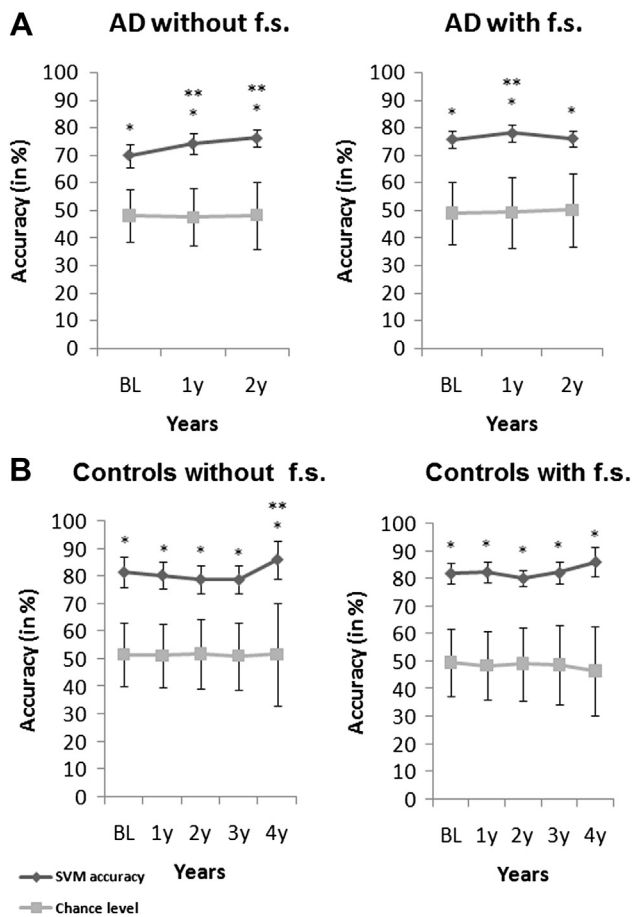 A
AD without f.s.
AD with f.s.
Accuracy (in %)
100
90
80
70
60
50
40
30
20
10
0
*
**
*
**
*
BL 1y 2y
Years
Accuracy (in %)
100
90
80
70
60
50
40
30
20
10
0
*
**
*
*
BL 1y 2y
Years
B
Controls without f.s.
Controls with f.s.
Accuracy (in %)
100
90
80
70
60
50
40
30
20
10
0
* * * *
**
*
BL 1y 2y 3y 4y
Years
Accuracy (in %)
100
90
80
70
60
50
40
30
20
10
0
* * * * *
BL 1y 2y 3y 4y
Years
SVM accuracy
Chance level